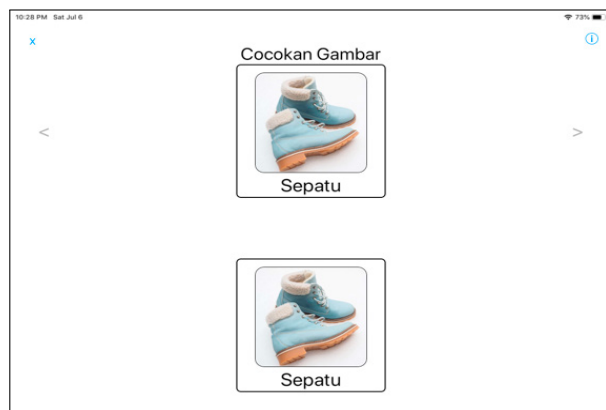 10:28 PM Sat Jul 6
73%
x
i
Cocokan Gambar
< >
Sepatu
Sepatu